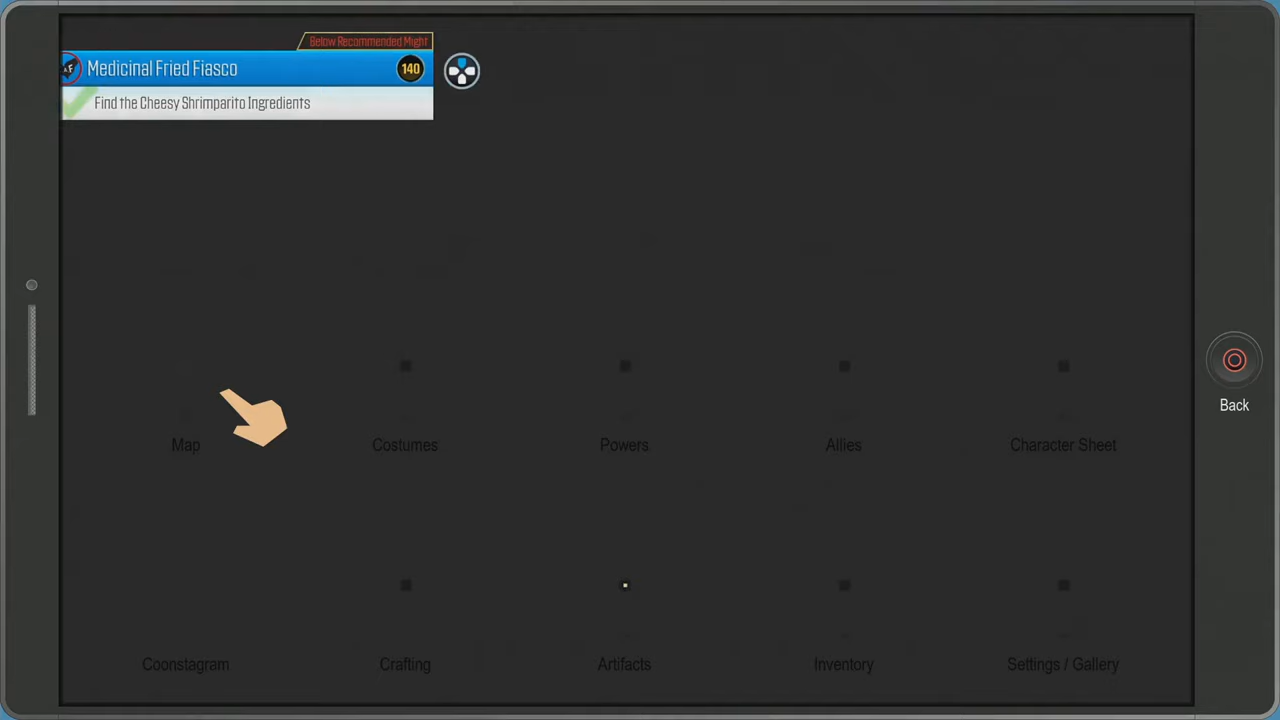 Below Recommended Might
Medicinal Fried Fiasco
140
Find the Cheesy Shrimparito Ingredients
Back
Map
Costumes
Powers
Allies
Character Sheet
Coonstagram
Crafting
Artifacts
Inventory
Settings / Gallery